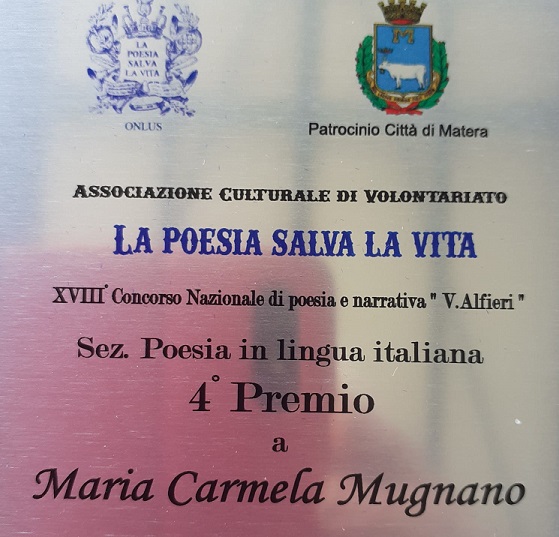 LA
POESIA
SALVA
LA VITA
ONLUS
Patrocinio Città di Matera
ASSOCIAZIONE CULTURALE DI VOLONTARIATO
LA POESIA SALVA LA VITA
XVIII° Concorso Nazionale di poesia e narrativa " V.Alfieri "
Sez. Poesia in lingua italiana
4° Premio
a
Maria Carmela Mugnano